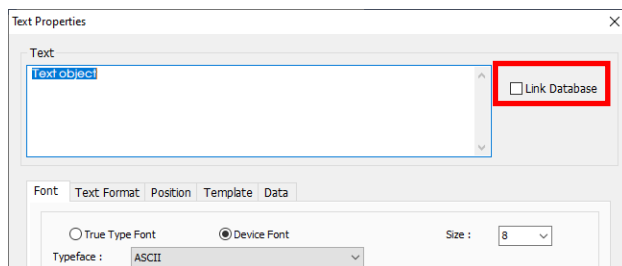 Text Properties
Text
Text object
Link Database
Font Text Format Position Template Data
True Type Font Device Font Size : 8
Typeface : ASCII